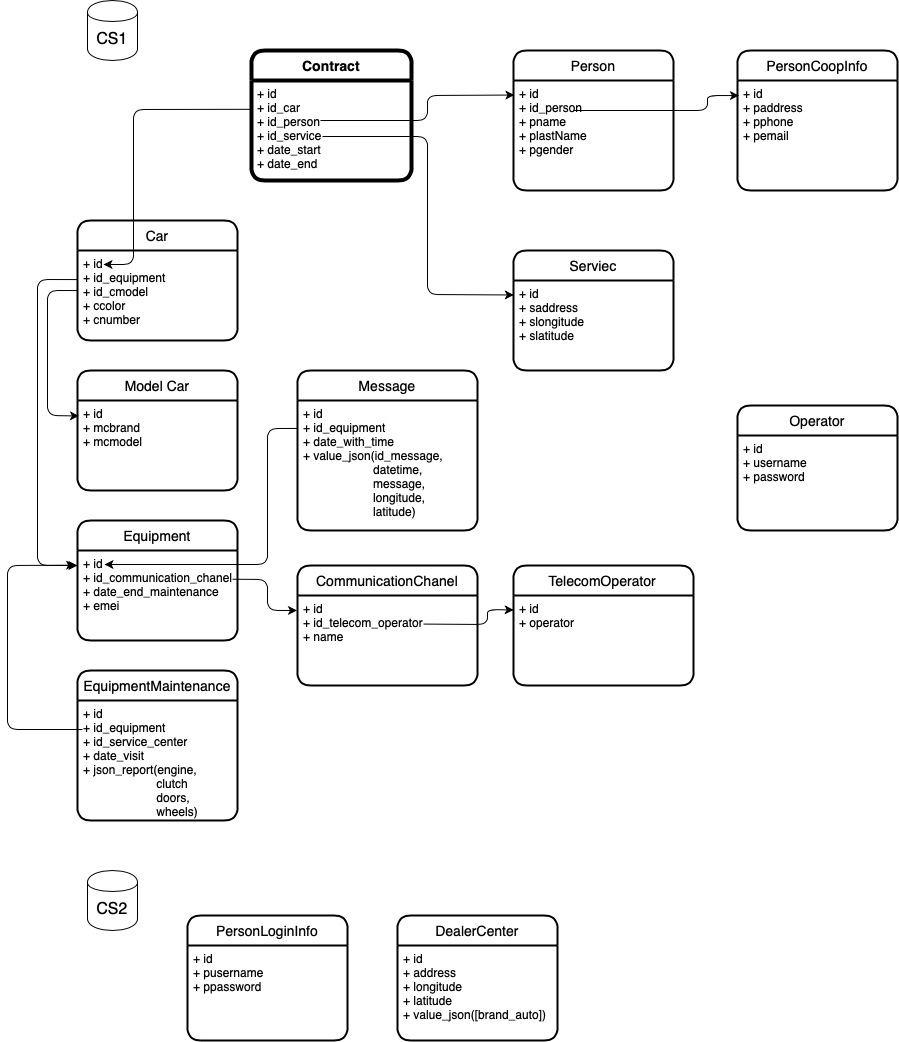 CS1
Contract
+ id
+ id_car
+ id_person
+ id_service
+ date_start
+ date_end
Person
+ id
+ id_person
+ pname
+ plastName
+ pgender
PersonCoopInfo
+ id
+ paddress
+ pphone
+ pemail
Car
+ id
+ id_equipment
+ id_cmodel
+ ccolor
+ cnumber
Serviec
+ id
+ saddress
+ slongitude
+ slatitude
Model Car
+ id
+ mcbrand
+ mcmodel
Message
+ id
+ id_equipment
+ date_with_time
+ value_json(id_message,
datetime,
message,
longitude,
latitude)
Operator
+ id
+ username
+ password
Equipment
+ id
+ id_communication_chanel
+ date_end_maintenance
+ emei
CommunicationChanel
+ id
+ id_telecom_operator
+ name
TelecomOperator
+ id
+ operator
EquipmentMaintenance
+ id
+ id_equipment
+ id_service_center
+ date_visit
+ json_report(engine,
clutch
doors,
wheels)
CS2
PersonLoginInfo
+ id
+ pusername
+ ppassword
DealerCenter
+ id
+ address
+ longitude
+ latitude
+ value_json([brand_auto])